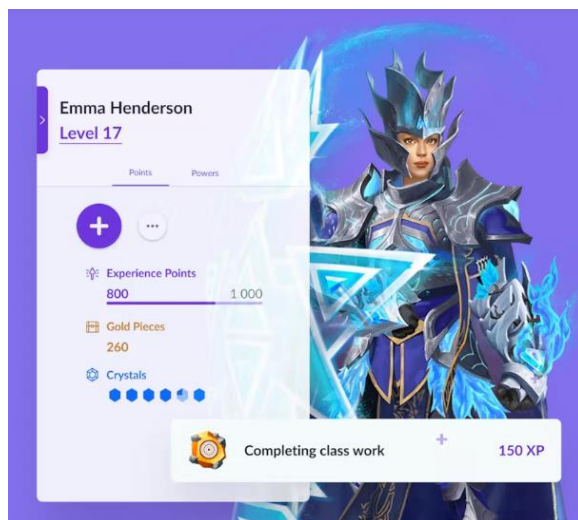 Emma Henderson
Level 17
Points Powers
Experience Points
800 1 000
Gold Pieces
260
Crystals
Completing class work + 150 XP